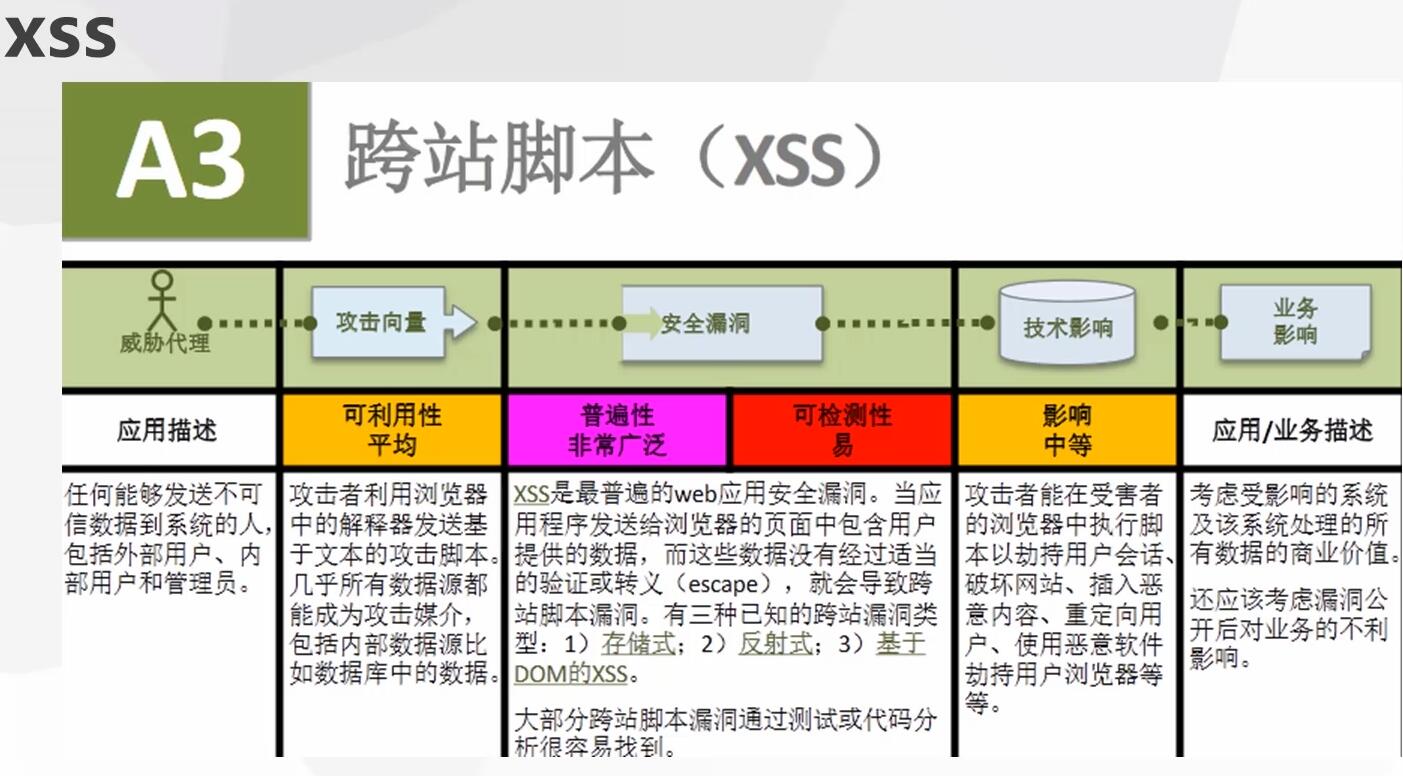 XSS
A3
跨站脚本（XSS）
威胁代理
攻击向量
安全漏洞
技术影响
业务
影响
应用描述
可利用性
平均
普遍性
非常广泛
可检测性
易
影响
中等
应用/业务描述
任何能够发送不可
信数据到系统的人,
包括外部用户、内
部用户和管理员。
攻击者利用浏览器
中的解释器发送基
于文本的攻击脚本。
几乎所有数据源都
能成为攻击媒介，
包括内部数据源比
如数据库中的数据。
XSS是最普遍的web应用安全漏洞。当应
用程序发送给浏览器的页面中包含用户
提供的数据，而这些数据没有经过适当
的验证或转义（escape），就会导致跨
站脚本漏洞。有三种已知的跨站漏洞类
型：1）存储式；2）反射式；3）基于
DOM的XSS。
大部分跨站脚本漏洞通过测试或代码分
析很容易找到。
攻击者能在受害者
的浏览器中执行脚
本以劫持用户会话、
破坏网站、插入恶
意内容、重定向用
户、使用恶意软件
劫持用户浏览器等
等。
考虑受影响的系统
及该系统处理的所
有数据的商业价值。
还应该考虑漏洞公
开后对业务的不利
影响。